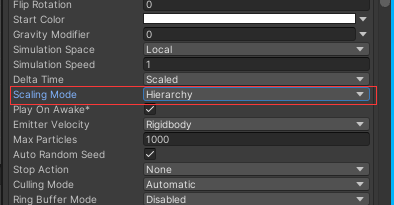 Flip Rotation 0
Start Color
Gravity Modifier 0
Simulation Space Local
Simulation Speed 1
Delta Time Scaled
Scaling Mode Hierarchy
Play On Awake*
Emitter Velocity Rigidbody
Max Particles 1000
Auto Random Seed
Stop Action None
Culling Mode Automatic
Ring Buffer Mode Disabled